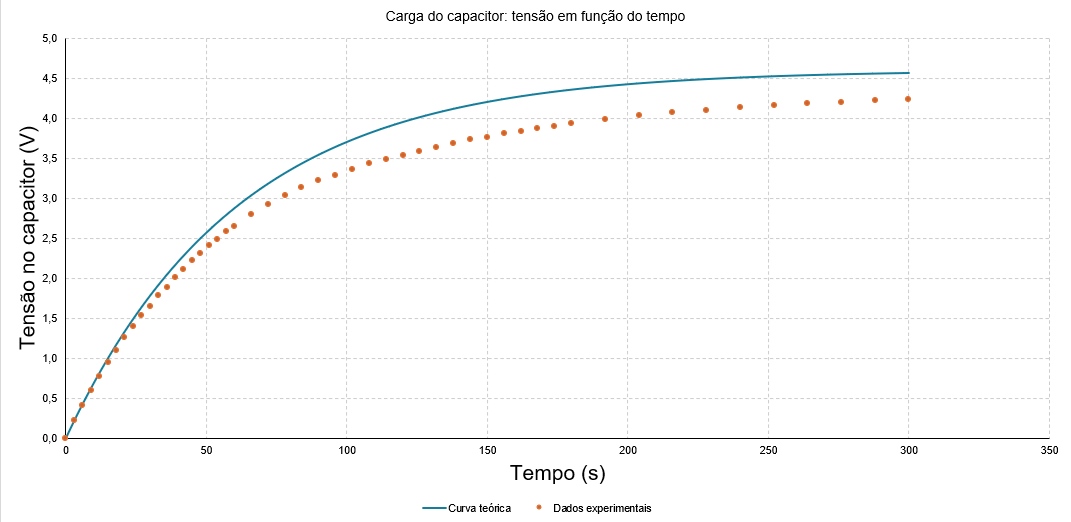 Carga do capacitor: tensão em função do tempo
5,0
4,5
4,0
3,5
3,0
2,5
2,0
1,5
1,0
0,5
0,0
Tensão no capacitor (V)
0 50 100 150 200 250 300 350
Tempo (s)
Curva teórica Dados experimentais